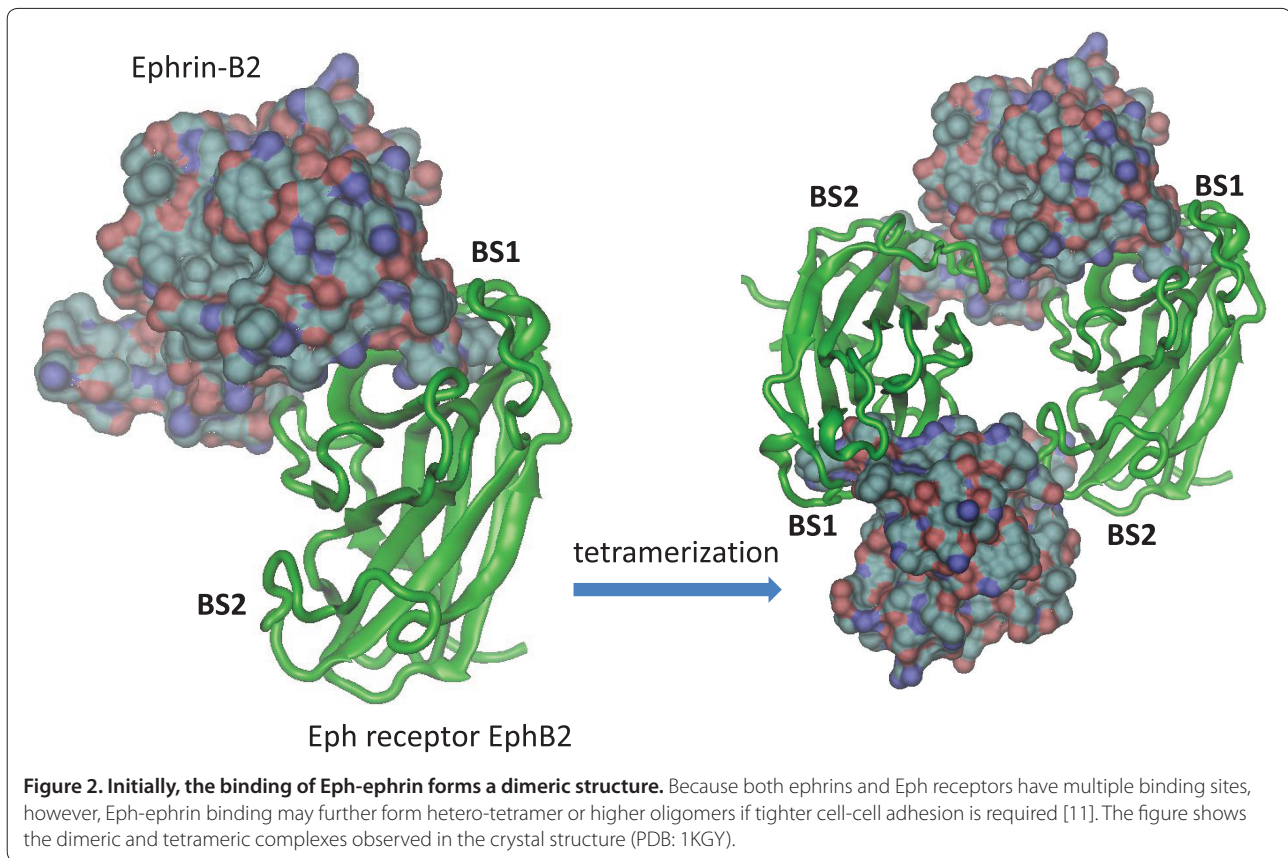 Ephrin-B2
BS1
BS2
Eph receptor EphB2
tetramerization
BS2
BS1
BS1
BS2
Figure 2. Initially, the binding of Eph-ephrin forms a dimeric structure. Because both ephrins and Eph receptors have multiple binding sites,
however, Eph-ephrin binding may further form hetero-tetramer or higher oligomers if tighter cell-cell adhesion is required [11]. The figure shows
the dimeric and tetrameric complexes observed in the crystal structure (PDB: 1KGY).